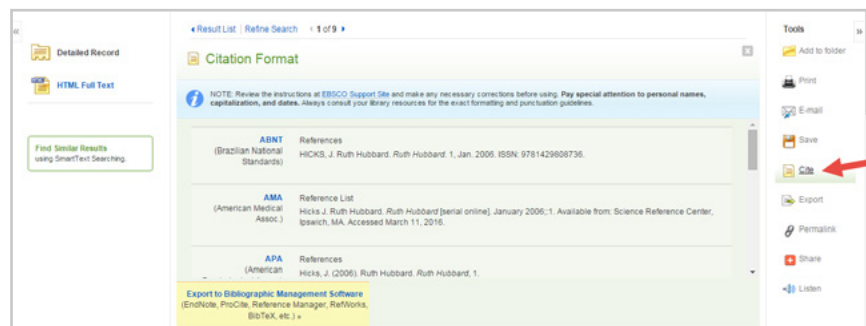 Detailed Record
HTML Full Text
Find Similar Results
using SmartText Searching.
Result List | Refine Search 1 of 9
Citation Format
NOTE: Review the instructions at EBSCO Support Site and make any necessary corrections before using. Pay special attention to personal names,
capitalization, and dates. Always consult your library resources for the exact formatting and punctuation guidelines.
ABNT
(Brazilian National
Standards)
References
HICKS, J. Ruth Hubbard. Ruth Hubbard. 1, Jan. 2006. ISSN: 9781429806736.
AMA
(American Medical
Assoc.)
Reference List
Hicks J. Ruth Hubbard. Ruth Hubbard [serial online]. January 2006;:1. Available from: Science Reference Center,
Ipswich, MA. Accessed March 11, 2016.
APA
(American
References
Hicks, J. (2006). Ruth Hubbard. Ruth Hubbard, 1.
Export to Bibliographic Management Software
(EndNote, ProCite, Reference Manager, RefWorks,
BibTeX, etc.) »
Tools
Add to folder
Print
E-mail
Save
Cite
Export
Permalink
Share
Listen